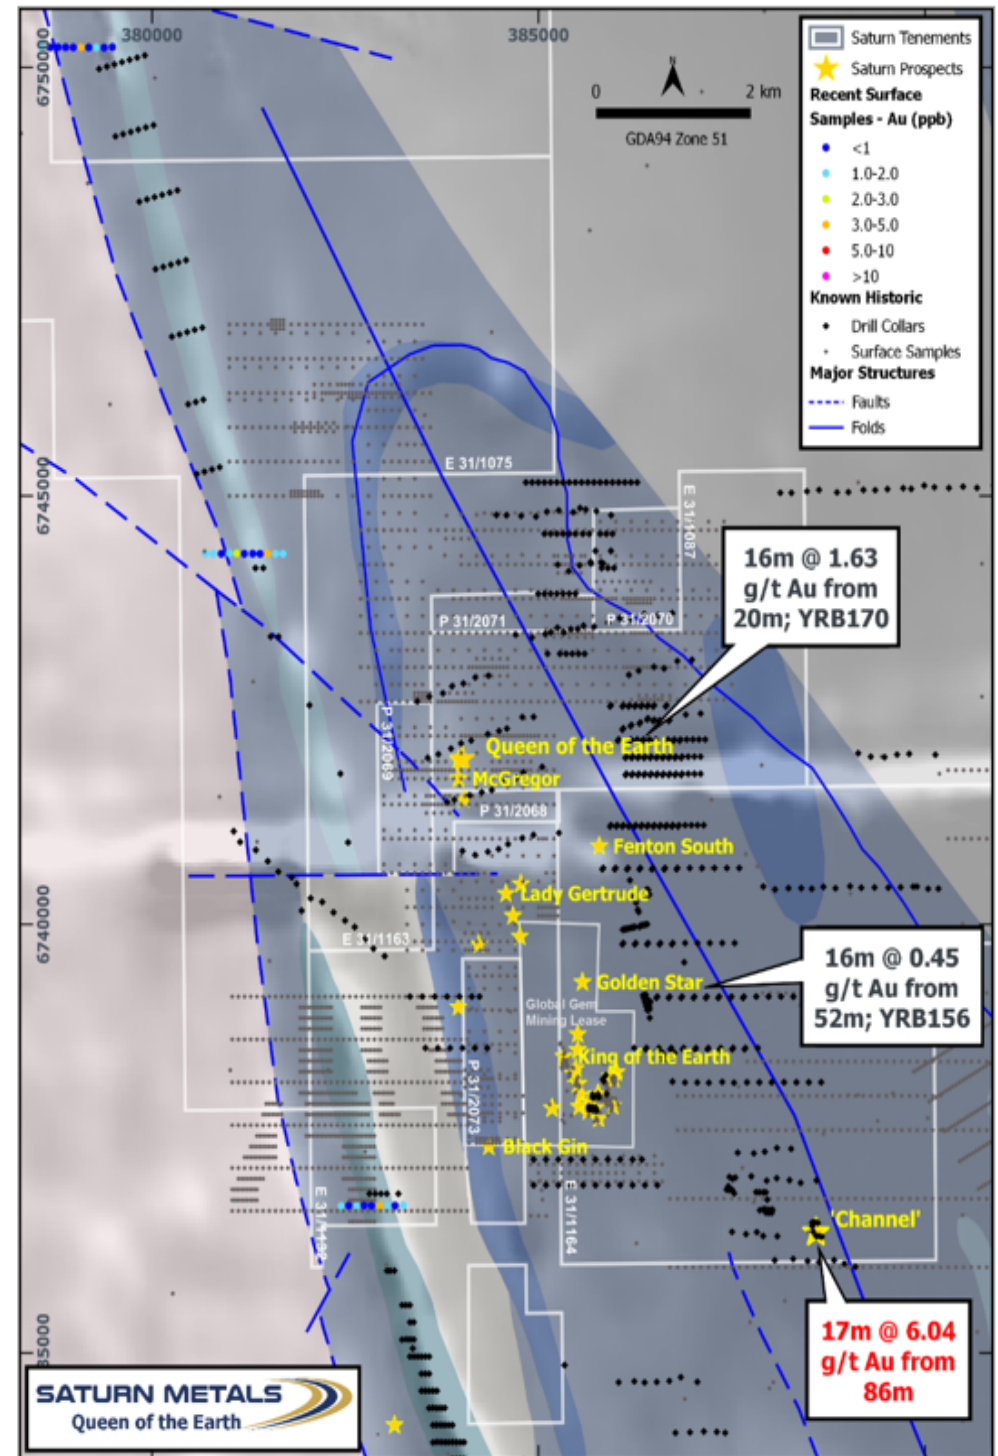 380000
385000
6750000
6745000
6740000
35000
N
0 2 km
GDA94 Zone 51
Saturn Tenements
Saturn Prospects
Recent Surface
Samples - Au (ppb)
<1
1.0-2.0
2.0-3.0
3.0-5.0
5.0-10
>10
Known Historic
Drill Collars
Surface Samples
Major Structures
Faults
Folds
E 31/1075
E 31/1087
16m @ 1.63
g/t Au from
20m; YRB170
P 31/2071
P 31/2070
P 31/2069
Queen of the Earth
McGregor
P 31/2068
Fenton South
Lady Gertrude
E 31/1163
Golden Star
16m @ 0.45
g/t Au from
52m; YRB156
Global Gem
Mining Lease
King of the Earth
P 31/2073
Black Gin
E 31/1164
'Channel'
17m @ 6.04
g/t Au from
86m
SATURN METALS
Queen of the Earth